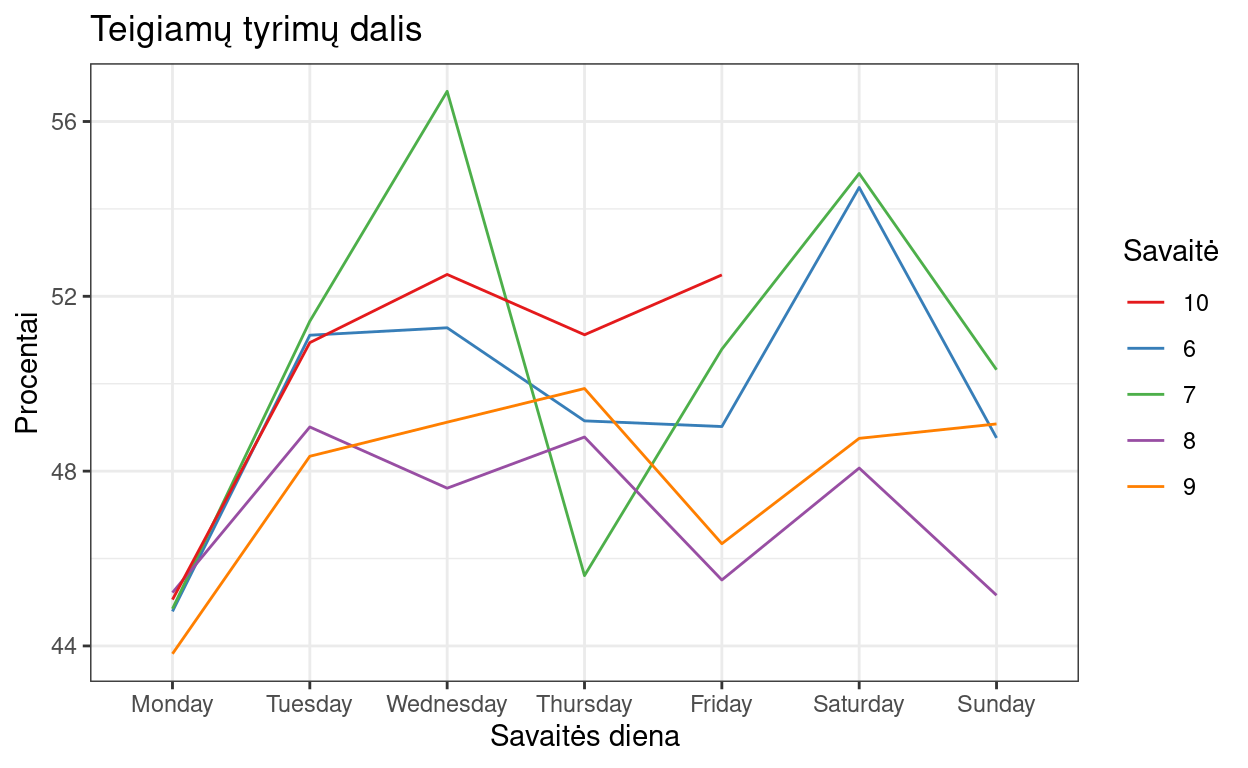 Teigiamų tyrimų dalis
Procentai
56
52
48
44
Monday Tuesday Wednesday Thursday Friday Saturday Sunday
Savaitės diena
Savaitė
10
6
7
8
9